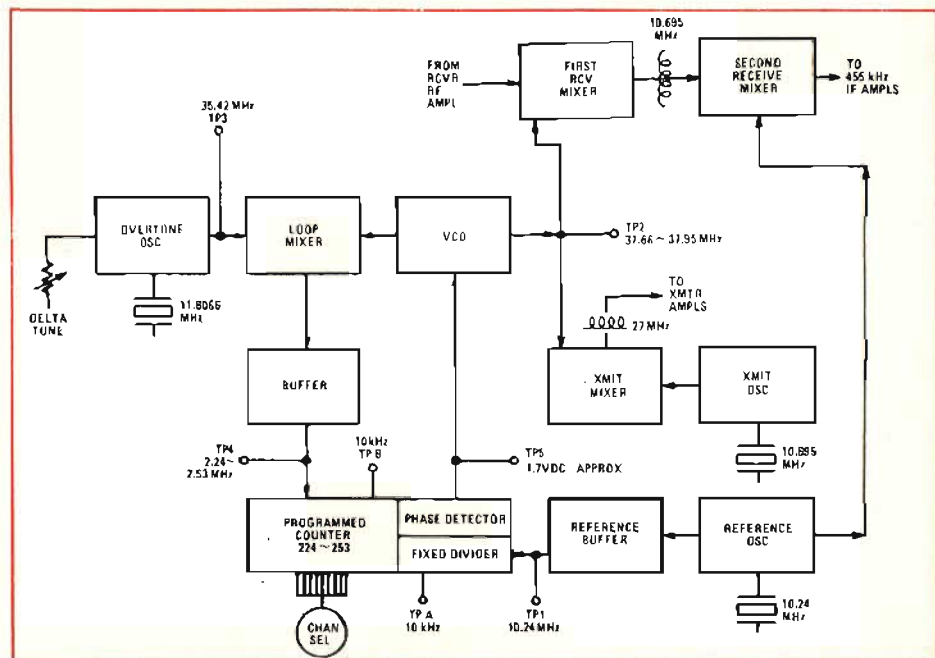 10.695
MHz
FROM
RCVR
RF
AMPL
FIRST
RCV
MIXER
SECOND
RECEIVE
MIXER
TO
455 kHz
IF AMPLS
35.42 MHz
TP3
OVERTONE
OSC
LOOP
MIXER
VCO
TP2
37.66 ~ 37.95 MHz
DELTA
TUNE
11.8066
MHz
TO
XMTR
AMPLS
27 MHz
BUFFER
XMIT
MIXER
XMIT
OSC
TP4
2.24~
2.53 MHz
10 kHz
TP B
TP5
1.7VDC APPROX
10.695
MHz
PROGRAMMED
COUNTER
224 ~ 253
PHASE DETECTOR
FIXED DIVIDER
REFERENCE
BUFFER
REFERENCE
OSC
CHAN
SEL
TP A
10 kHz
TP1
10.24 MHz
10.24
MHz